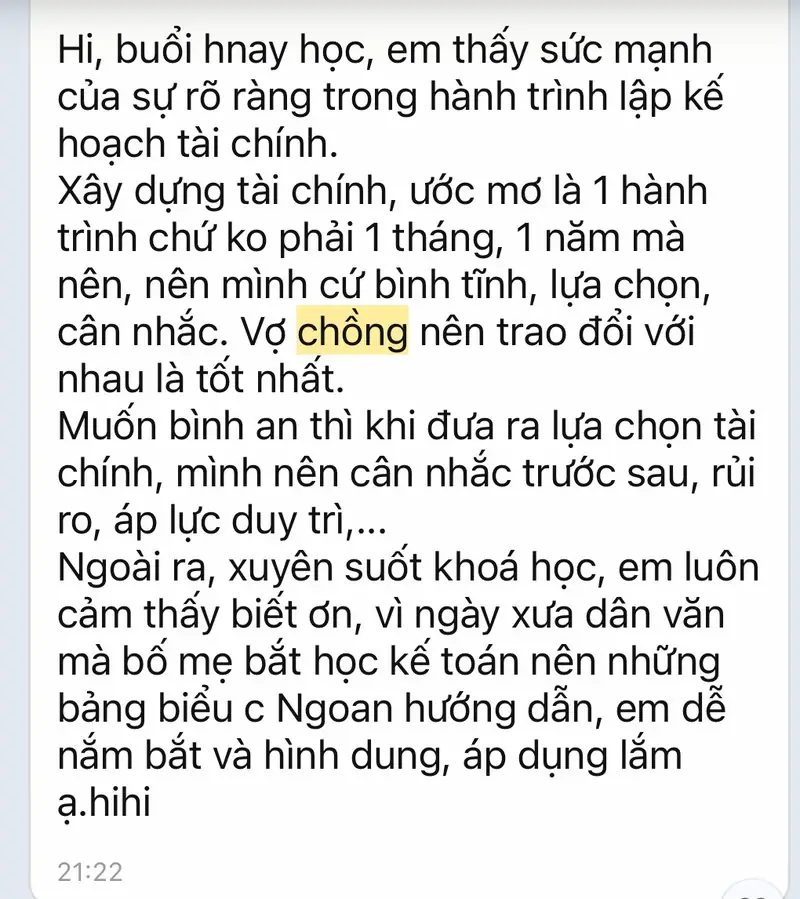 Hi, buổi hnay học, em thấy sức mạnh
của sự rõ ràng trong hành trình lập kế
hoạch tài chính.
Xây dựng tài chính, ước mơ là 1 hành
trình chứ ko phải 1 tháng, 1 năm mà
nên, nên mình cứ bình tĩnh, lựa chọn,
cân nhắc. Vợ chồng nên trao đổi với
nhau là tốt nhất.
Muốn bình an thì khi đưa ra lựa chọn tài
chính, mình nên cân nhắc trước sau, rủi
ro, áp lực duy trì,...
Ngoài ra, xuyên suốt khoá học, em luôn
cảm thấy biết ơn, vì ngày xưa dân văn
mà bố mẹ bắt học kế toán nên những
bảng biểu c Ngoan hướng dẫn, em dễ
nắm bắt và hình dung, áp dụng lắm
ạ.hihi
21:22